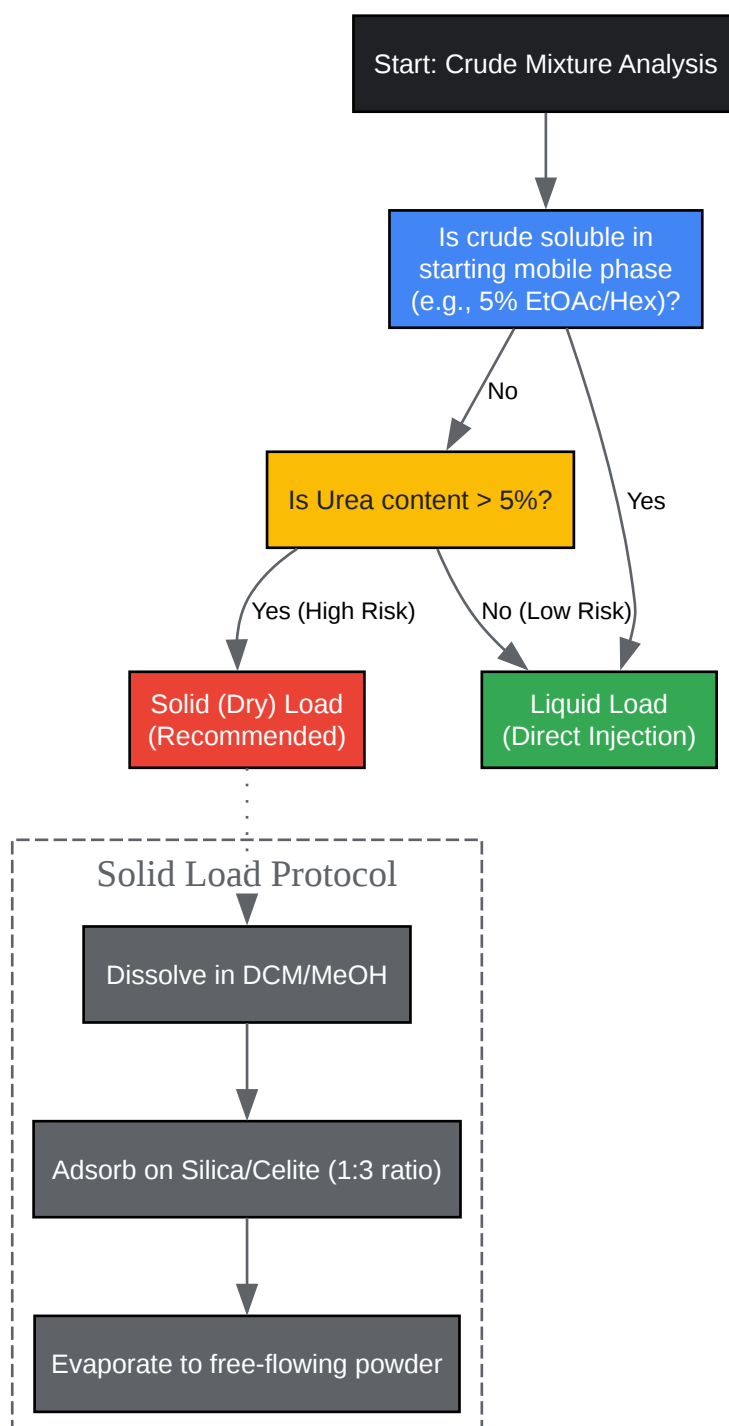 Start: Crude Mixture Analysis
Is crude soluble in
starting mobile phase
(e.g., 5% EtOAc/Hex)?
No
Is Urea content > 5%?
Yes
Yes (High Risk)
No (Low Risk)
Solid (Dry) Load
(Recommended)
Liquid Load
(Direct Injection)
Solid Load Protocol
Dissolve in DCM/MeOH
Adsorb on Silica/Celite (1:3 ratio)
Evaporate to free-flowing powder